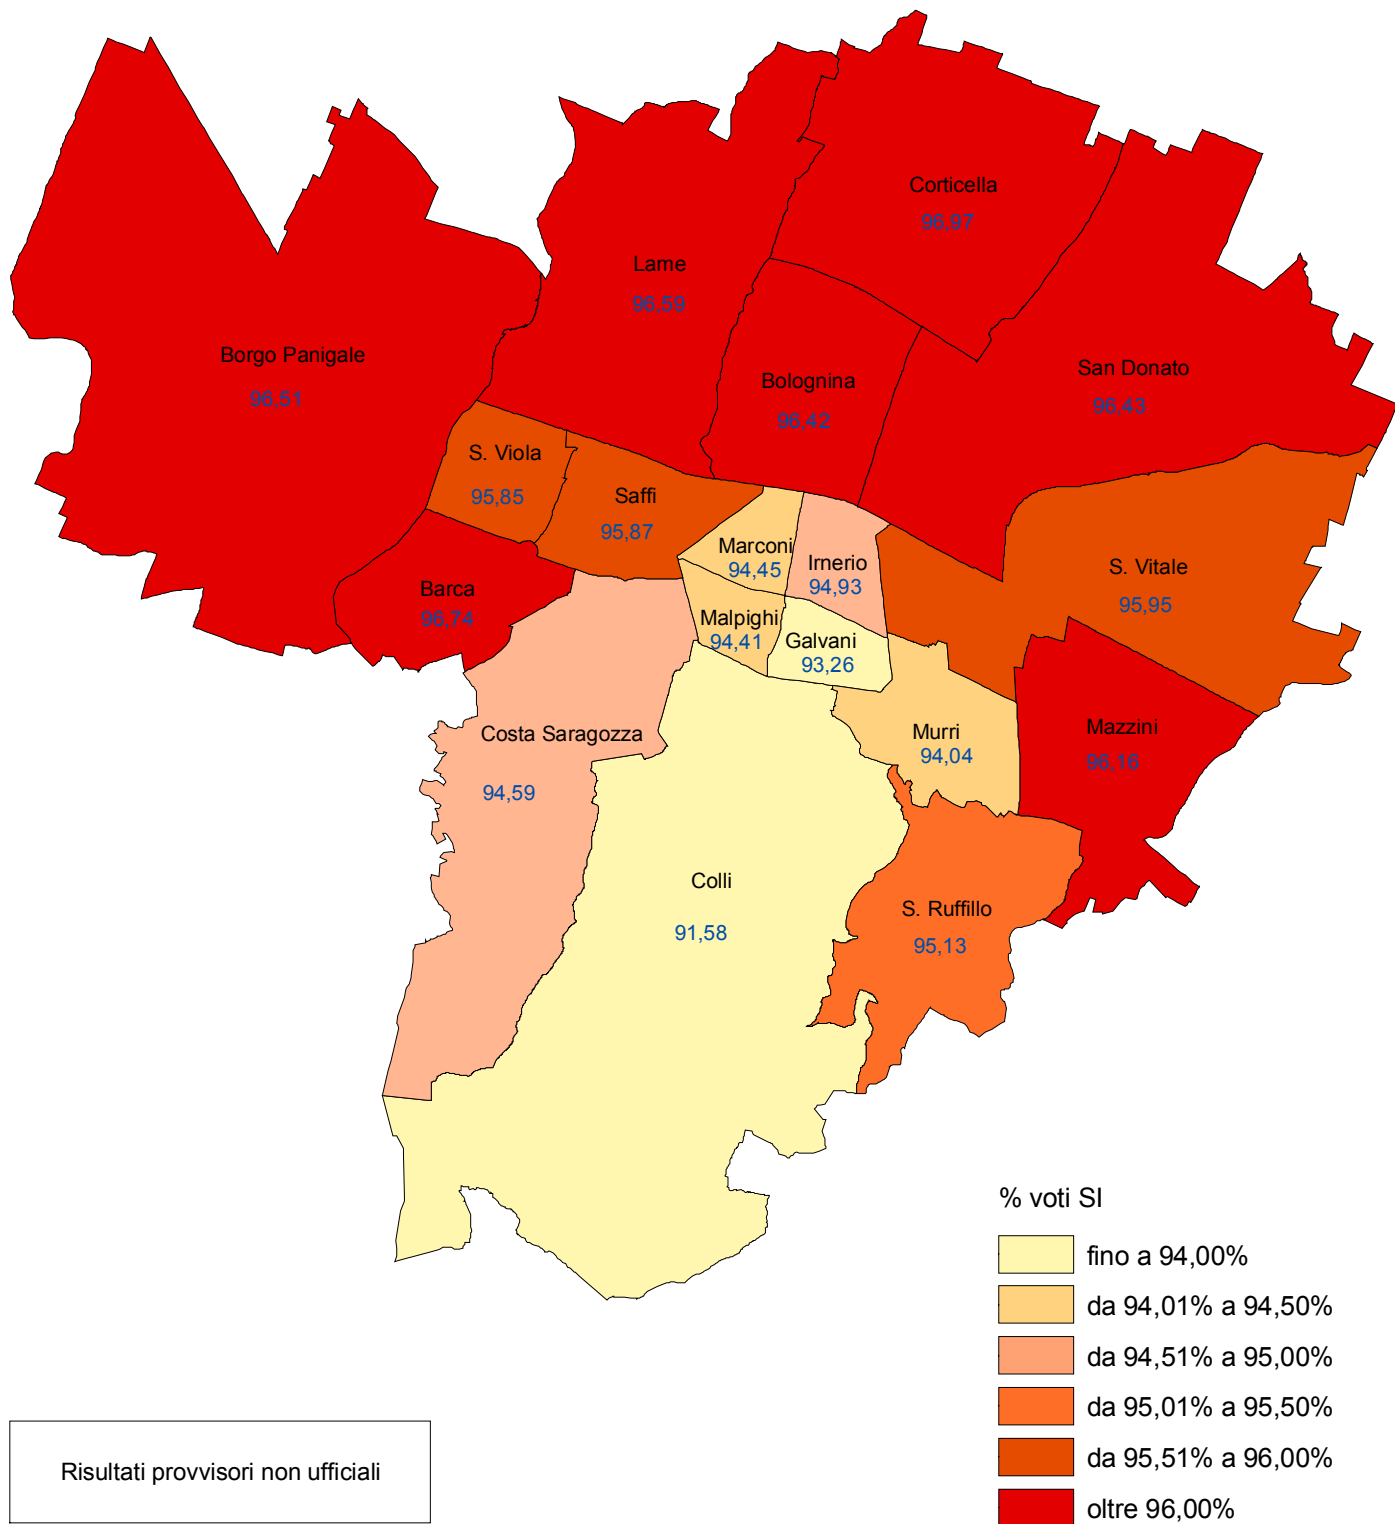 Corticella
96,97
Lame
96,59
Borgo Panigale
96,51
Bolognina
96,42
San Donato
96,43
S. Viola
95,85
Saffi
95,87
Marconi
94,45
Irnerio
94,93
S. Vitale
95,95
Barca
96,74
Malpighi
94,41
Galvani
93,26
Costa Saragozza
94,59
Murri
94,04
Mazzini
96,16
Colli
91,58
S. Ruffillo
95,13
% voti SI
fino a 94,00%
da 94,01% a 94,50%
da 94,51% a 95,00%
da 95,01% a 95,50%
da 95,51% a 96,00%
oltre 96,00%
Risultati provvisori non ufficiali